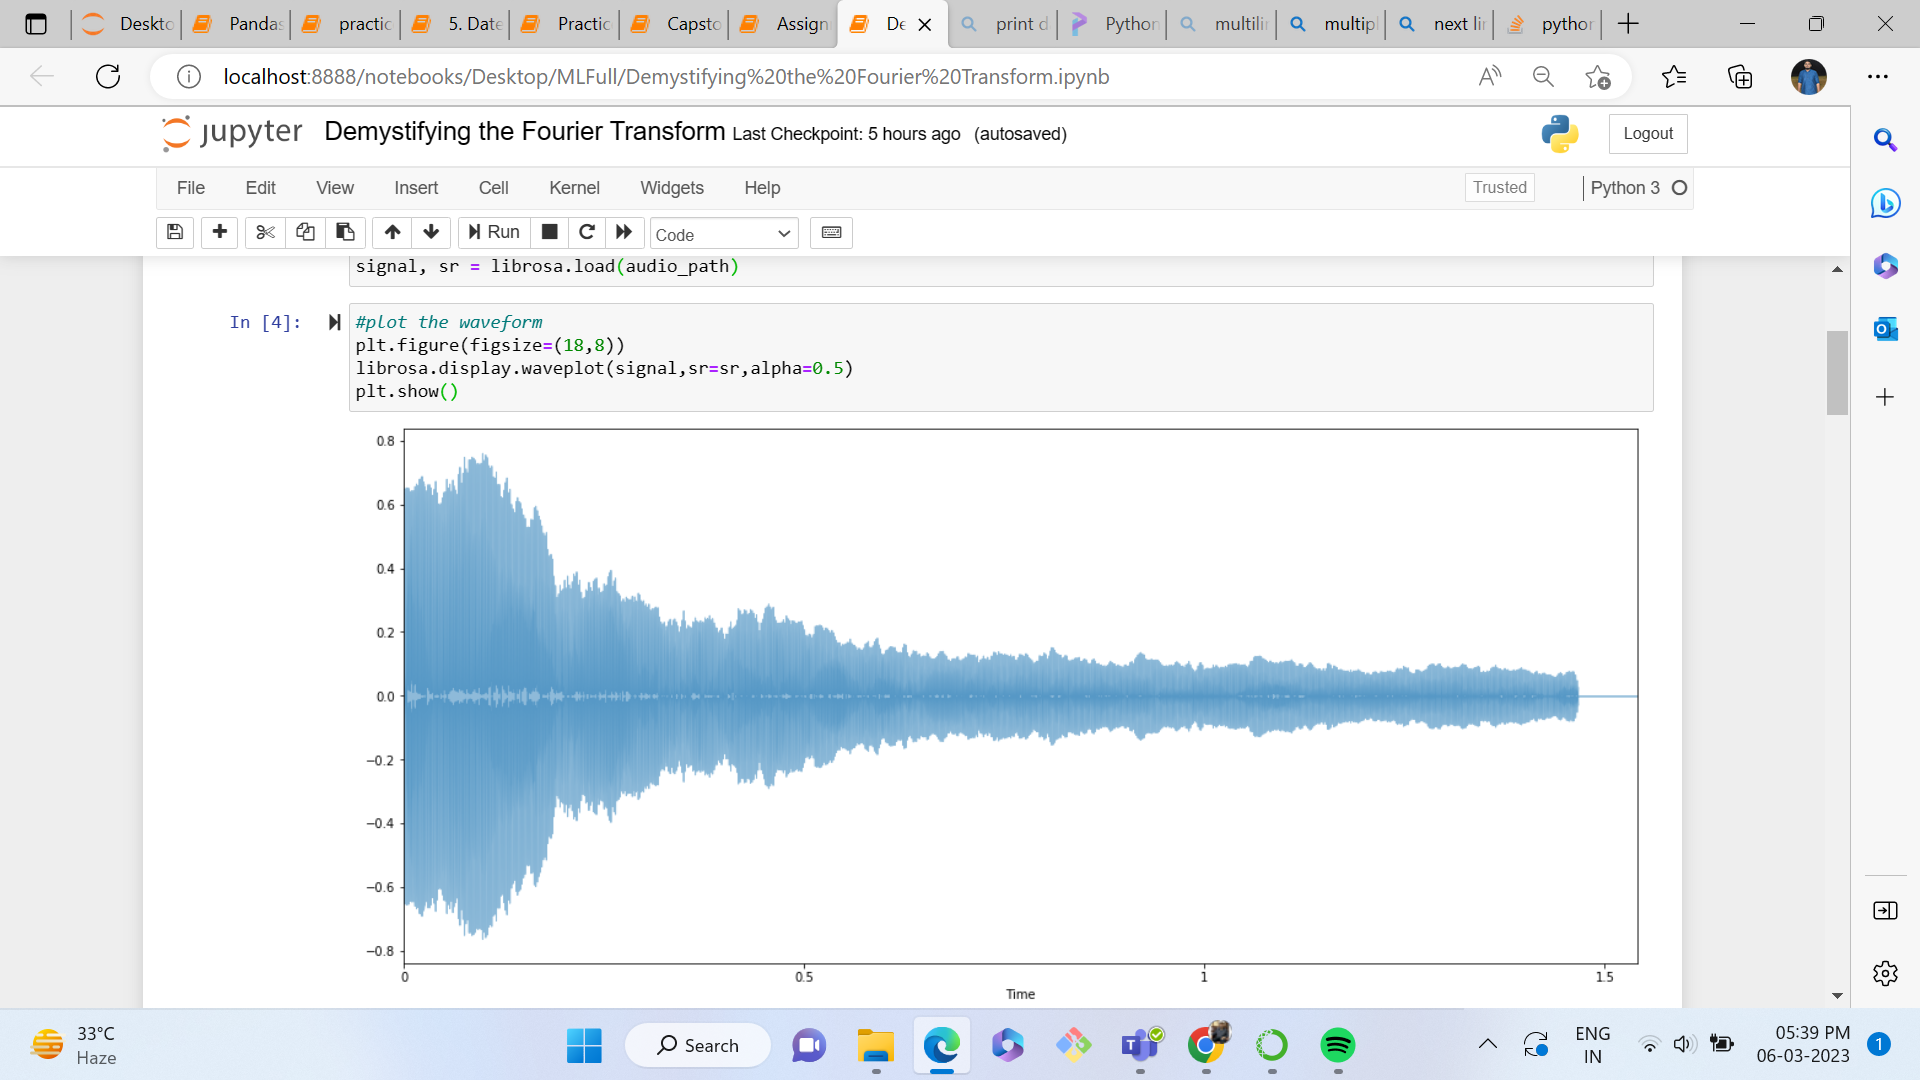 Deskto
Pandas
practic
5. Date
Practic
Capsto
Assign
De
print d
Python
multilin
multipl
next lin
python
localhost:8888/notebooks/Desktop/MLFull/Demystifying%20the%20Fourier%20Transform.ipynb
jupyter Demystifying the Fourier Transform Last Checkpoint: 5 hours ago (autosaved)
Logout
File Edit View Insert Cell Kernel Widgets Help
Trusted
Python 3
Run
Code
signal, sr = librosa.load(audio_path)
In [4]:
#plot the waveform
plt.figure(figsize=(18,8))
librosa.display.waveplot(signal,sr=sr,alpha=0.5)
plt.show()
0.8
0.6
0.4
0.2
0.0
−0.2
−0.4
−0.6
−0.8
0 0.5 1 1.5
Time
33°C
Haze
Search
ENG
IN
05:39 PM
06-03-2023
1